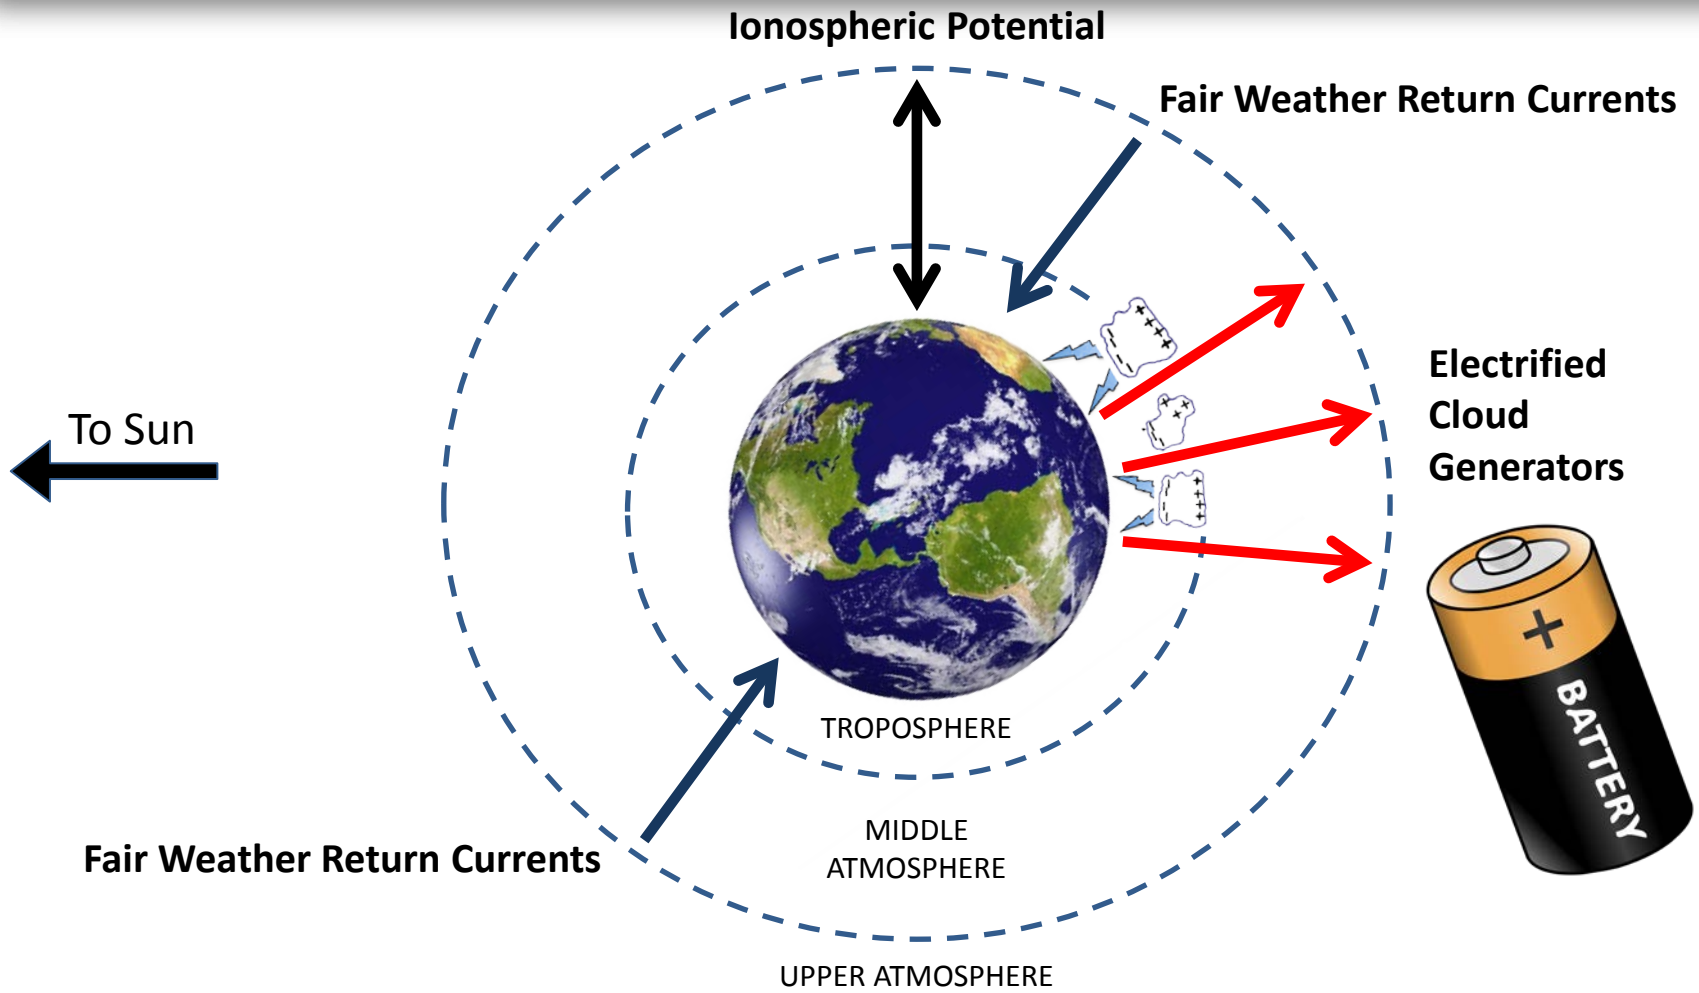 Ionospheric Potential
Fair Weather Return Currents
Electrified
Cloud
Generators
To Sun
+
BATTERY
TROPOSPHERE
MIDDLE
ATMOSPHERE
Fair Weather Return Currents
UPPER ATMOSPHERE